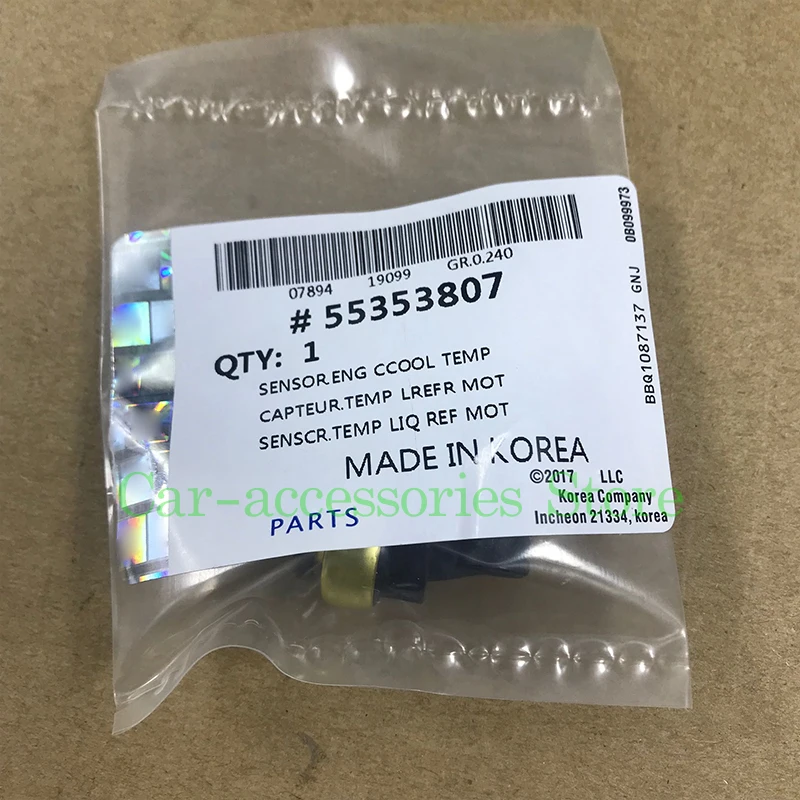 07894 19099 GR.0.240
# 55353807
QTY: 1
SENSOR.ENG CCOOL TEMP
CAPTEUR.TEMP LREFR MOT
SENSCR.TEMP LIQ REF MOT
MADE IN KOREA
©2017 LLC
Korea Company
Incheon 21334, korea
PARTS
BBQ1087137 GNJ 0B099973
Car-accessories Store